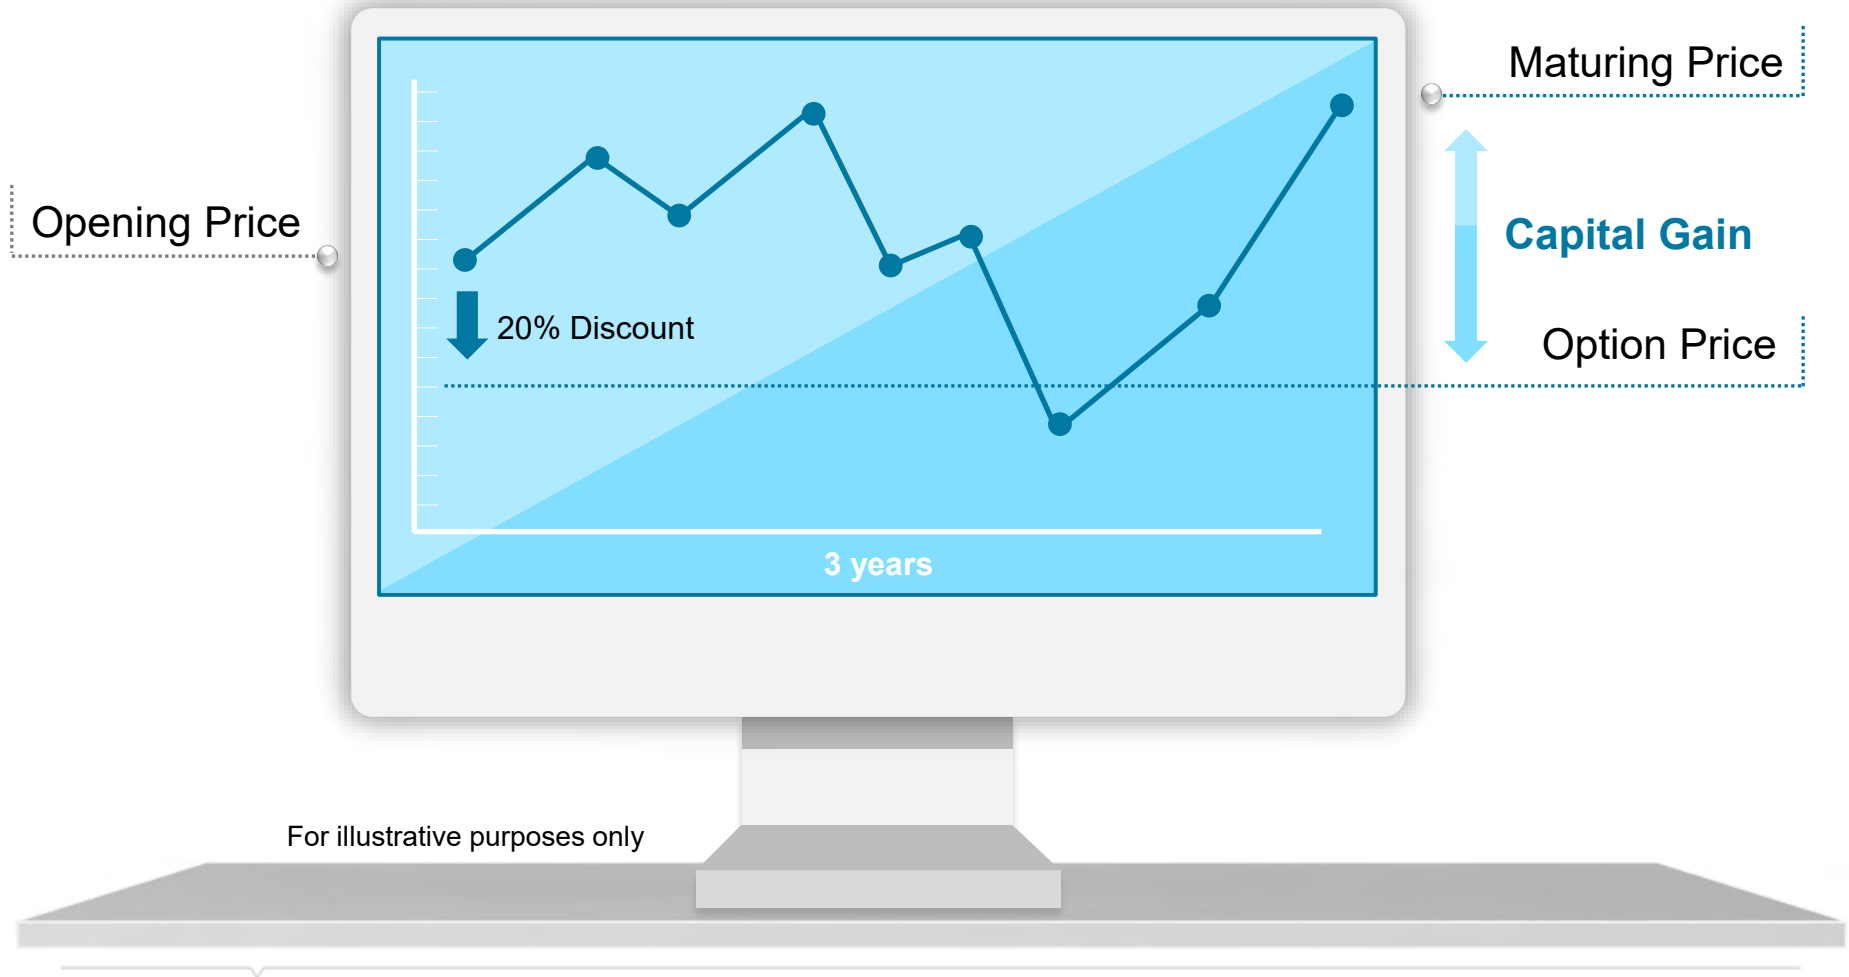 Maturing Price
Opening Price
Capital Gain
20% Discount
Option Price
3 years
For illustrative purposes only